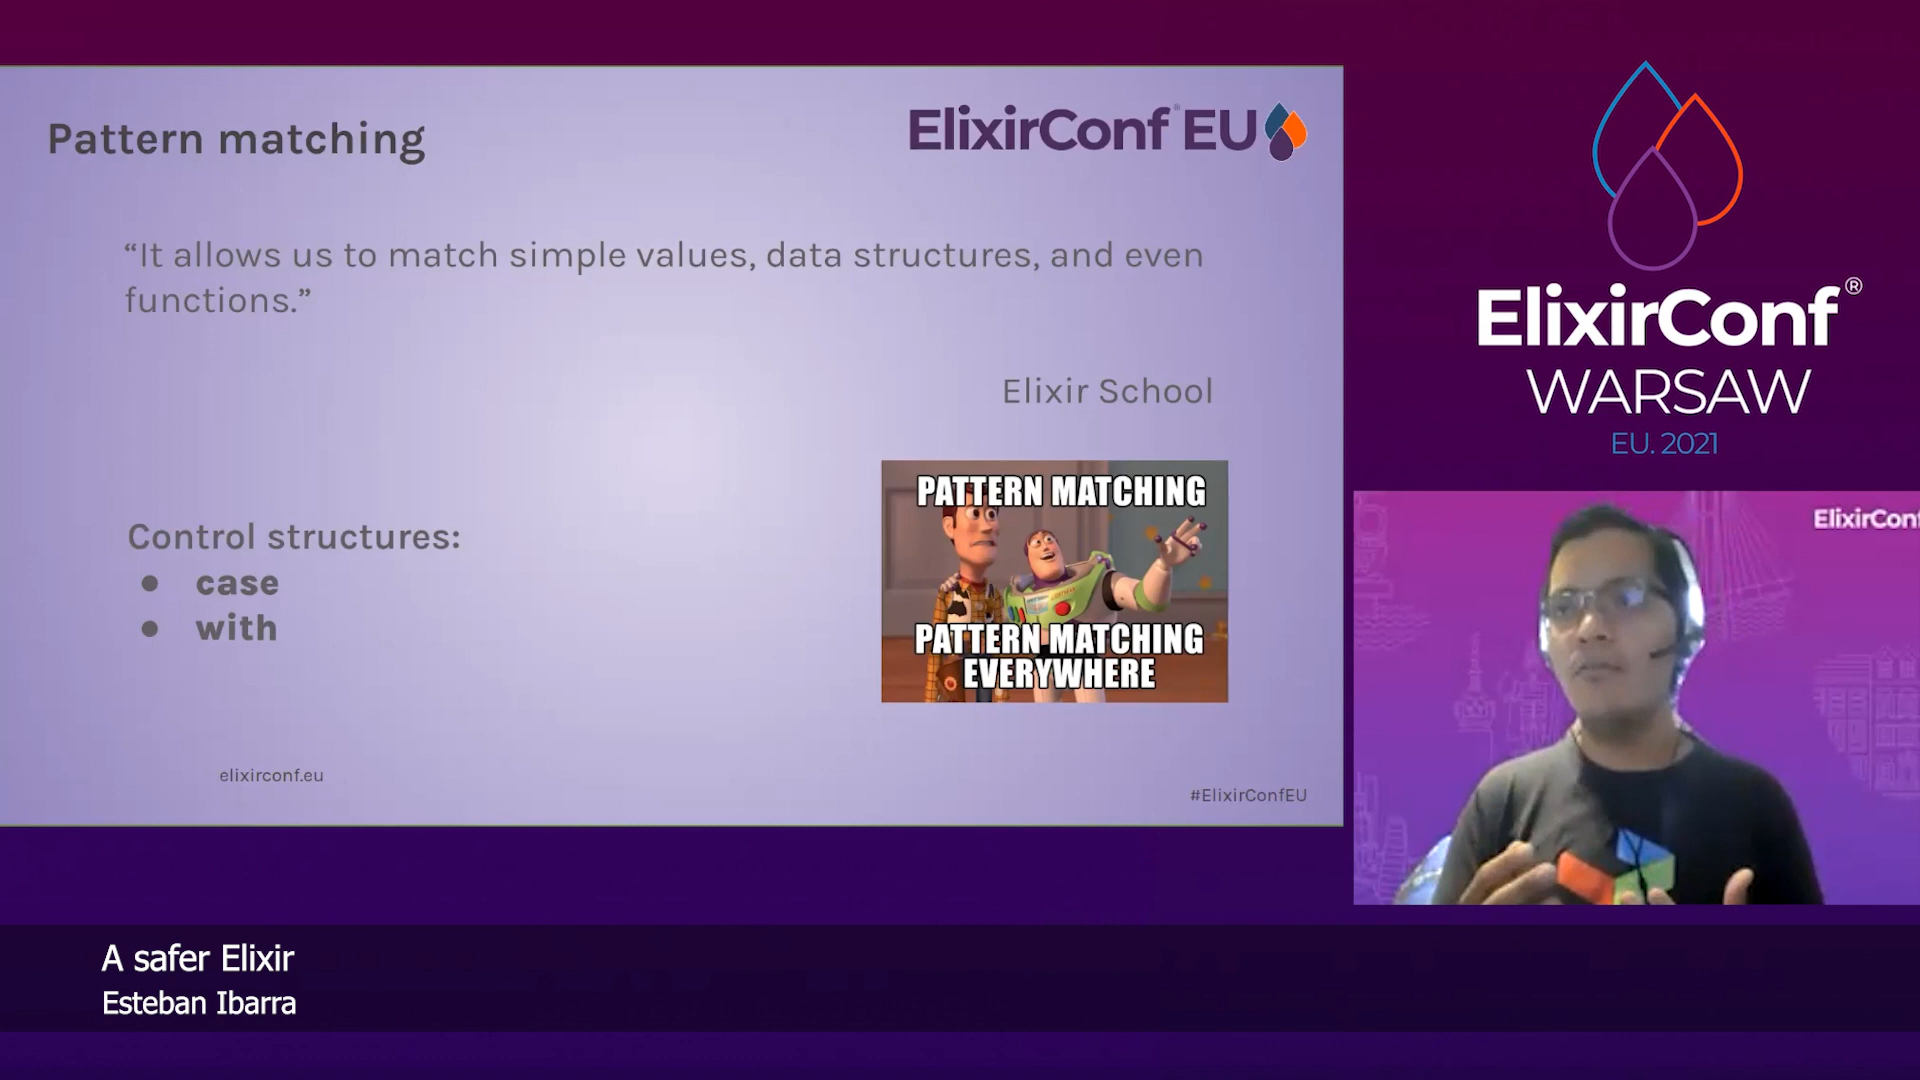 Pattern matching
ElixirConf® EU
“It allows us to match simple values, data structures, and even
functions.”
Elixir School
Control structures:
● case
● with
PATTERN MATCHING
PATTERN MATCHING
EVERYWHERE
elixirconf.eu
#ElixirConfEU
ElixirConf®
WARSAW
EU. 2021
ElixirConf
A safer Elixir
Esteban Ibarra